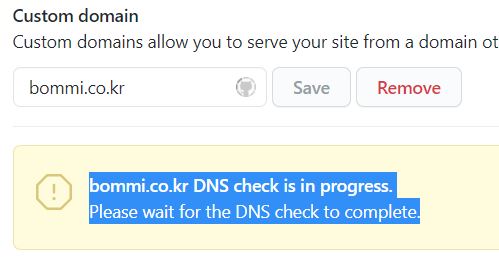 Custom domain
Custom domains allow you to serve your site from a domain ot
bommi.co.kr
Save
Remove
bommi.co.kr DNS check is in progress.
Please wait for the DNS check to complete.